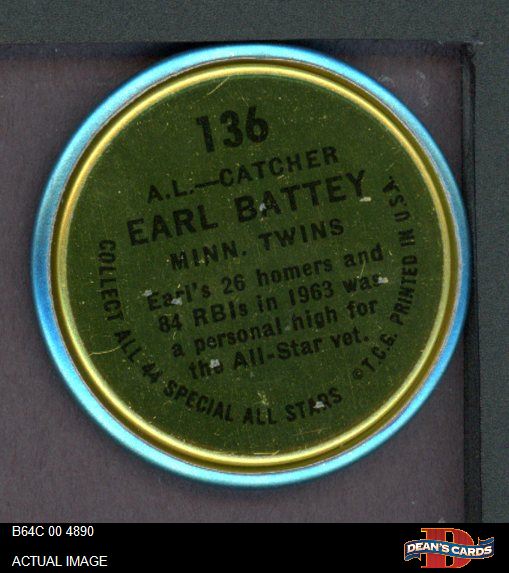 136
A.L.—CATCHER
EARL BATTEY
MINN. TWINS
Earl's 26 homers and
84 RBIs in 1963 was
a personal high for
the All-Star vet.
COLLECT ALL 44 SPECIAL ALL STARS
©T.C.G. PRINTED IN U.S.A.
B64C 00 4890
ACTUAL IMAGE
D
DEAN'S CARDS